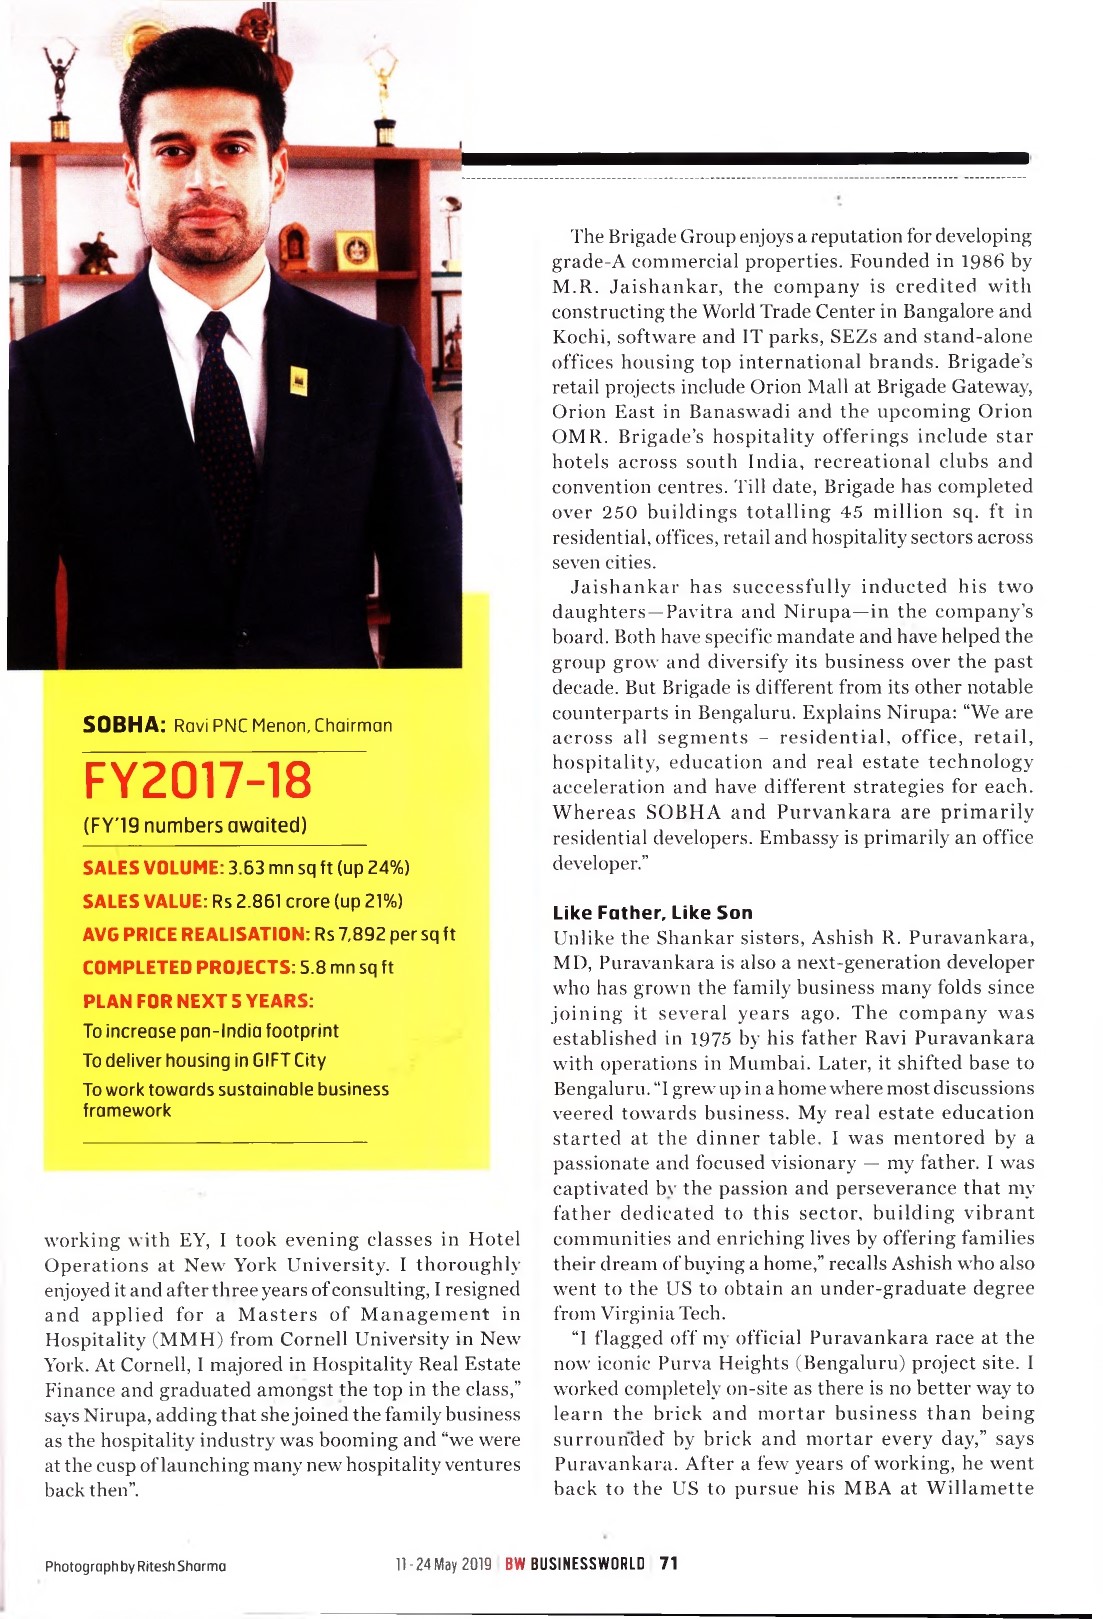 SOBHA: Ravi PNC Menon, Chairman
FY2017-18
(FY'19 numbers awaited)
SALES VOLUME: 3.63 mn sq ft (up 24%)
SALES VALUE: Rs 2.861 crore (up 21%)
AVG PRICE REALISATION: Rs 7,892 per sq ft
COMPLETED PROJECTS: 5.8 mn sq ft
PLAN FOR NEXT 5 YEARS:
To increase pan-India footprint
To deliver housing in GIFT City
To work towards sustainable business
framework
working with EY, I took evening classes in Hotel
Operations at New York University. I thoroughly
enjoyed it and after three years of consulting, I resigned
and applied for a Masters of Management in
Hospitality (MMH) from Cornell University in New
York. At Cornell, I majored in Hospitality Real Estate
Finance and graduated amongst the top in the class,”
says Nirupa, adding that she joined the family business
as the hospitality industry was booming and “we were
at the cusp of launching many new hospitality ventures
back then”.
The Brigade Group enjoys a reputation for developing
grade-A commercial properties. Founded in 1986 by
M.R. Jaishankar, the company is credited with
constructing the World Trade Center in Bangalore and
Kochi, software and IT parks, SEZs and stand-alone
offices housing top international brands. Brigade’s
retail projects include Orion Mall at Brigade Gateway,
Orion East in Banaswadi and the upcoming Orion
OMR. Brigade’s hospitality offerings include star
hotels across south India, recreational clubs and
convention centres. Till date, Brigade has completed
over 250 buildings totalling 45 million sq. ft in
residential, offices, retail and hospitality sectors across
seven cities.
Jaishankar has successfully inducted his two
daughters—Pavitra and Nirupa—in the company’s
board. Both have specific mandate and have helped the
group grow and diversify its business over the past
decade. But Brigade is different from its other notable
counterparts in Bengaluru. Explains Nirupa: “We are
across all segments – residential, office, retail,
hospitality, education and real estate technology
acceleration and have different strategies for each.
Whereas SOBHA and Purvankara are primarily
residential developers. Embassy is primarily an office
developer.”
Like Father, Like Son
Unlike the Shankar sisters, Ashish R. Puravankara,
MD, Puravankara is also a next-generation developer
who has grown the family business many folds since
joining it several years ago. The company was
established in 1975 by his father Ravi Puravankara
with operations in Mumbai. Later, it shifted base to
Bengaluru. “I grew up in a home where most discussions
veered towards business. My real estate education
started at the dinner table. I was mentored by a
passionate and focused visionary — my father. I was
captivated by the passion and perseverance that my
father dedicated to this sector, building vibrant
communities and enriching lives by offering families
their dream of buying a home,” recalls Ashish who also
went to the US to obtain an under-graduate degree
from Virginia Tech.
“I flagged off my official Puravankara race at the
now iconic Purva Heights (Bengaluru) project site. I
worked completely on-site as there is no better way to
learn the brick and mortar business than being
surrounded by brick and mortar every day,” says
Puravankara. After a few years of working, he went
back to the US to pursue his MBA at Willamette
Photograph by Ritesh Sharma
11 - 24 May 2019 | BW BUSINESSWORLD | 71